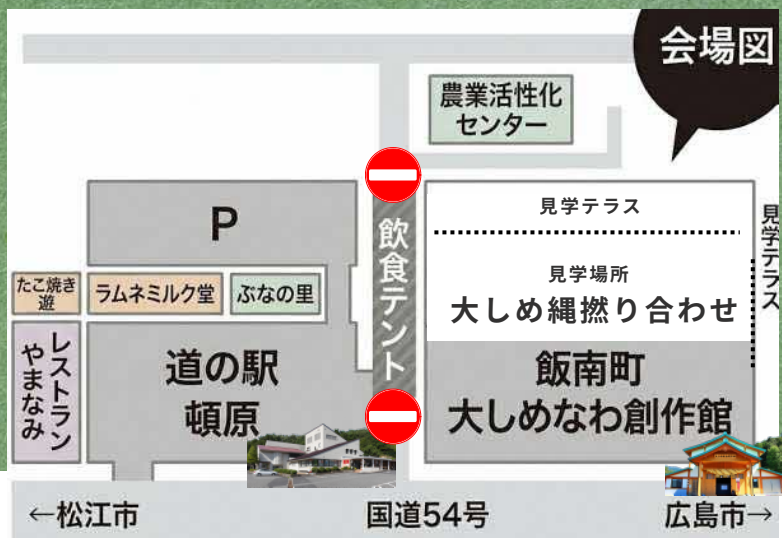 会場図
農業活性化
センター
P
飲食テント
見学テラス
見学テラス
見学場所
大しめ縄撚り合わせ
たこ焼き
遊
ラムネミルク堂
ぶなの里
レストラン
やまなみ
道の駅
頓原
飯南町
大しめなわ創作館
←松江市
国道54号
広島市→